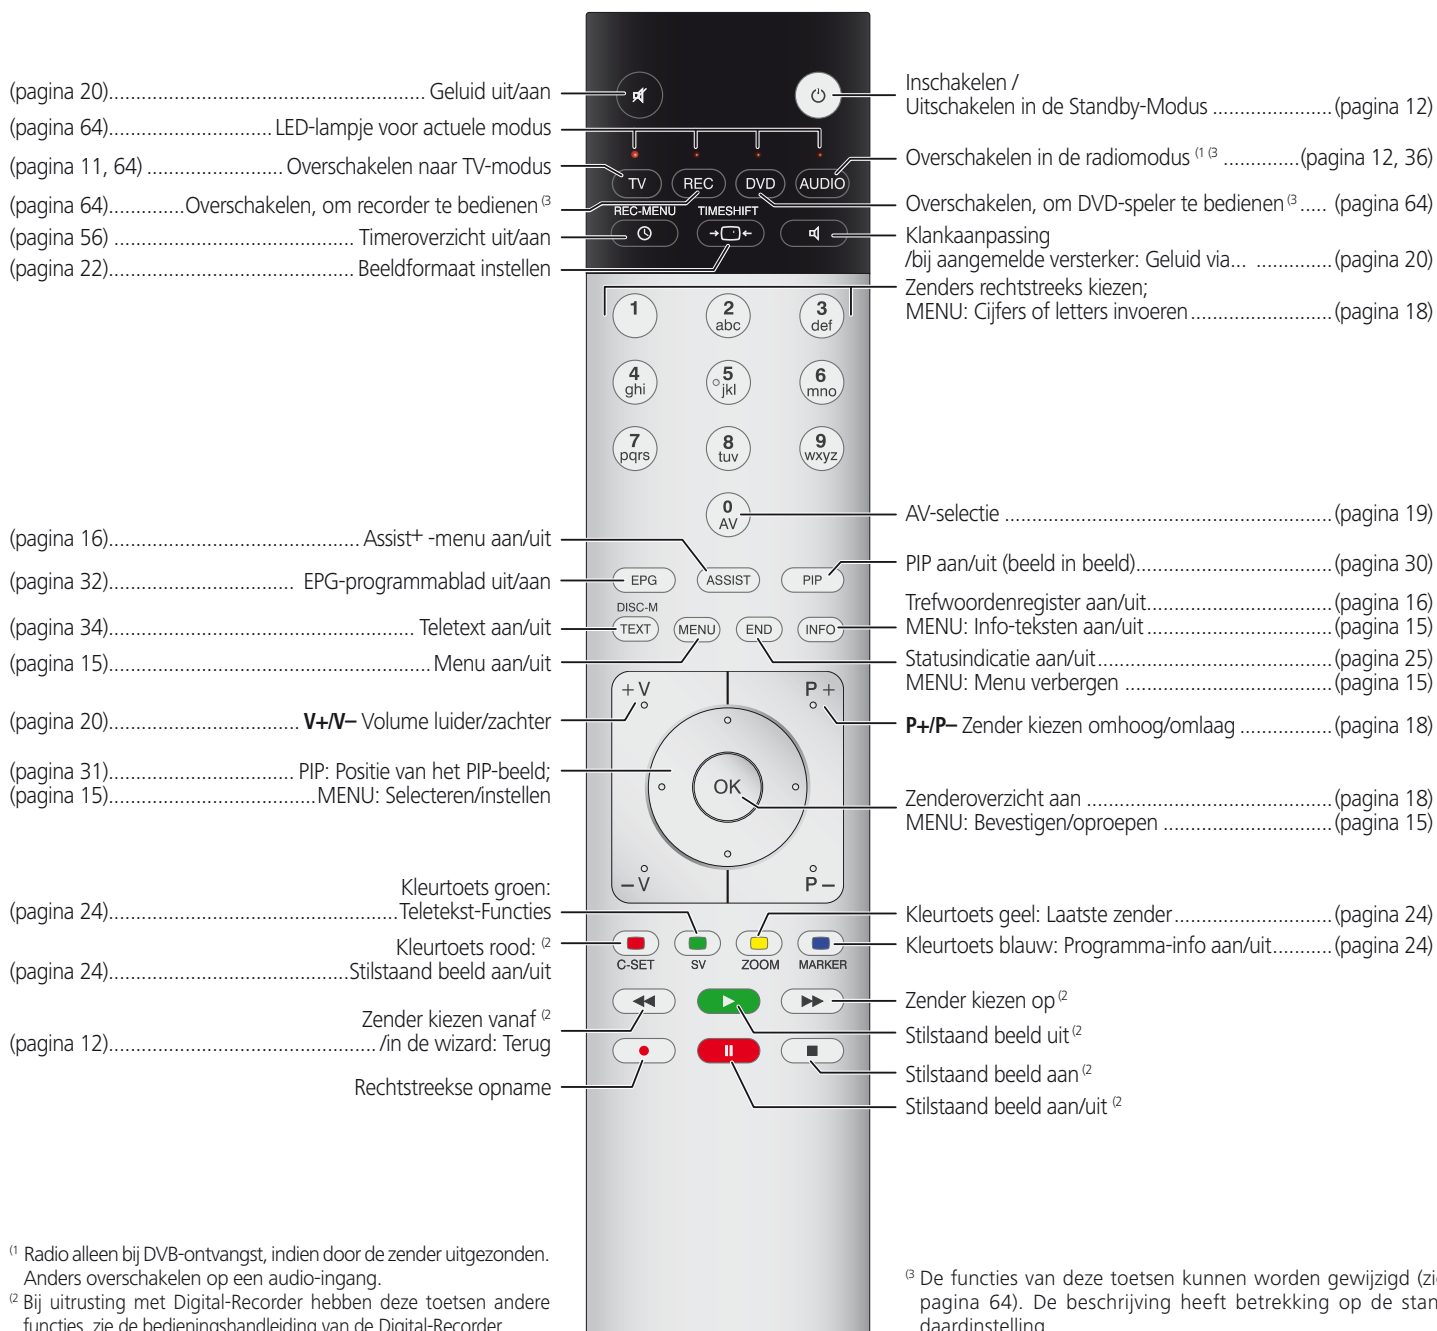 (pagina 20)................................................ Geluid uit/aan
(pagina 64)......................... LED-lampje voor actuele modus
(pagina 11, 64) ..................... Overschakelen naar TV-modus
(pagina 64)..............Overschakelen, om recorder te bedienen (3
(pagina 56) ..................................... Timeroverzicht uit/aan
(pagina 22)..................................... Beeldformaat instellen
(pagina 16)...................................... Assist+ -menu aan/uit
(pagina 32)............................ EPG-programmablad uit/aan
(pagina 34) .............................................. Teletext aan/uit
(pagina 15)................................................. Menu aan/uit
(pagina 20)............................. V+/V– Volume luider/zachter
(pagina 31)............................ PIP: Positie van het PIP-beeld;
(pagina 15)...............................MENU: Selecteren/instellen
Kleurtoets groen:
(pagina 24)............................................Teletekst-Functies
Kleurtoets rood: (2
(pagina 24)....................................Stilstaand beeld aan/uit
Zender kiezen vanaf (2
(pagina 12)......................................... /in de wizard: Terug
Rechtstreekse opname
TV
REC
DVD
AUDIO
REC-MENU
TIMESHIFT
1
2
abc
3
def
4
ghi
5
jkl
6
mno
7
pqrs
8
tuv
9
wxyz
0
AV
EPG
ASSIST
PIP
DISC-M
TEXT
MENU
END
INFO
+ V
P +
OK
– V
P –
C-SET
SV
ZOOM
MARKER
Inschakelen /
Uitschakelen in de Standby-Modus ......................(pagina 12)
Overschakelen in de radiomodus (1 (3 ..............(pagina 12, 36)
Overschakelen, om DVD-speler te bedienen (3 ..... (pagina 64)
Klankaanpassing
/bij aangemelde versterker: Geluid via... ..............(pagina 20)
Zenders rechtstreeks kiezen;
MENU: Cijfers of letters invoeren ..........................(pagina 18)
AV-selectie ..........................................................(pagina 19)
PIP aan/uit (beeld in beeld)....................................(pagina 30)
Trefwoordenregister aan/uit..................................(pagina 16)
MENU: Info-teksten aan/uit ..................................(pagina 15)
Statusindicatie aan/uit ..........................................(pagina 25)
MENU: Menu verbergen ......................................(pagina 15)
P+/P– Zender kiezen omhoog/omlaag .................(pagina 18)
Zenderoverzicht aan .............................................(pagina 18)
MENU: Bevestigen/oproepen ...............................(pagina 15)
Kleurtoets geel: Laatste zender .............................(pagina 24)
Kleurtoets blauw: Programma-info aan/uit...........(pagina 24)
Zender kiezen op (2
Stilstaand beeld uit (2
Stilstaand beeld aan (2
Stilstaand beeld aan/uit (2
(1 Radio alleen bij DVB-ontvangst, indien door de zender uitgezonden.
Anders overschakelen op een audio-ingang.
(2 Bij uitrusting met Digital-Recorder hebben deze toetsen andere
functies, zie de bedieningshandleiding van de Digital-Recorder.
(3 De functies van deze toetsen kunnen worden gewijzigd (zie
pagina 64). De beschrijving heeft betrekking op de stan-
daardinstelling.